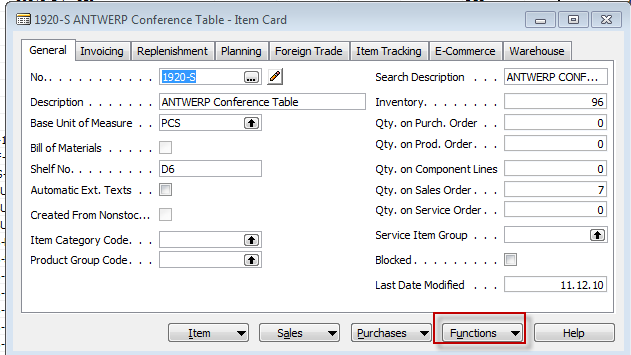 1920-S ANTWERP Conference Table - Item Card
General Invoicing Replenishment Planning Foreign Trade Item Tracking E-Commerce Warehouse
No. . . . . . . . . . . . 1920-S ... Search Description . . . ANTWERP CONF...
Description . . . . . . . ANTWERP Conference Table Inventory. . . . . . . . . 96
Base Unit of Measure . . PCS Qty. on Purch. Order . . . 0
Bill of Materials . . . . . Qty. on Prod. Order. . . . 0
Shelf No. . . . . . . . . . D6 Qty. on Component Lines 0
Automatic Ext. Texts . . Qty. on Sales Order . . . 7
Created From Nonstoc... Qty. on Service Order . . 0
Item Category Code. . . Service Item Group . . .
Product Group Code. . . Blocked . . . . . . . . . .
Last Date Modified . . . 11.12.10
Item Sales Purchases Functions Help